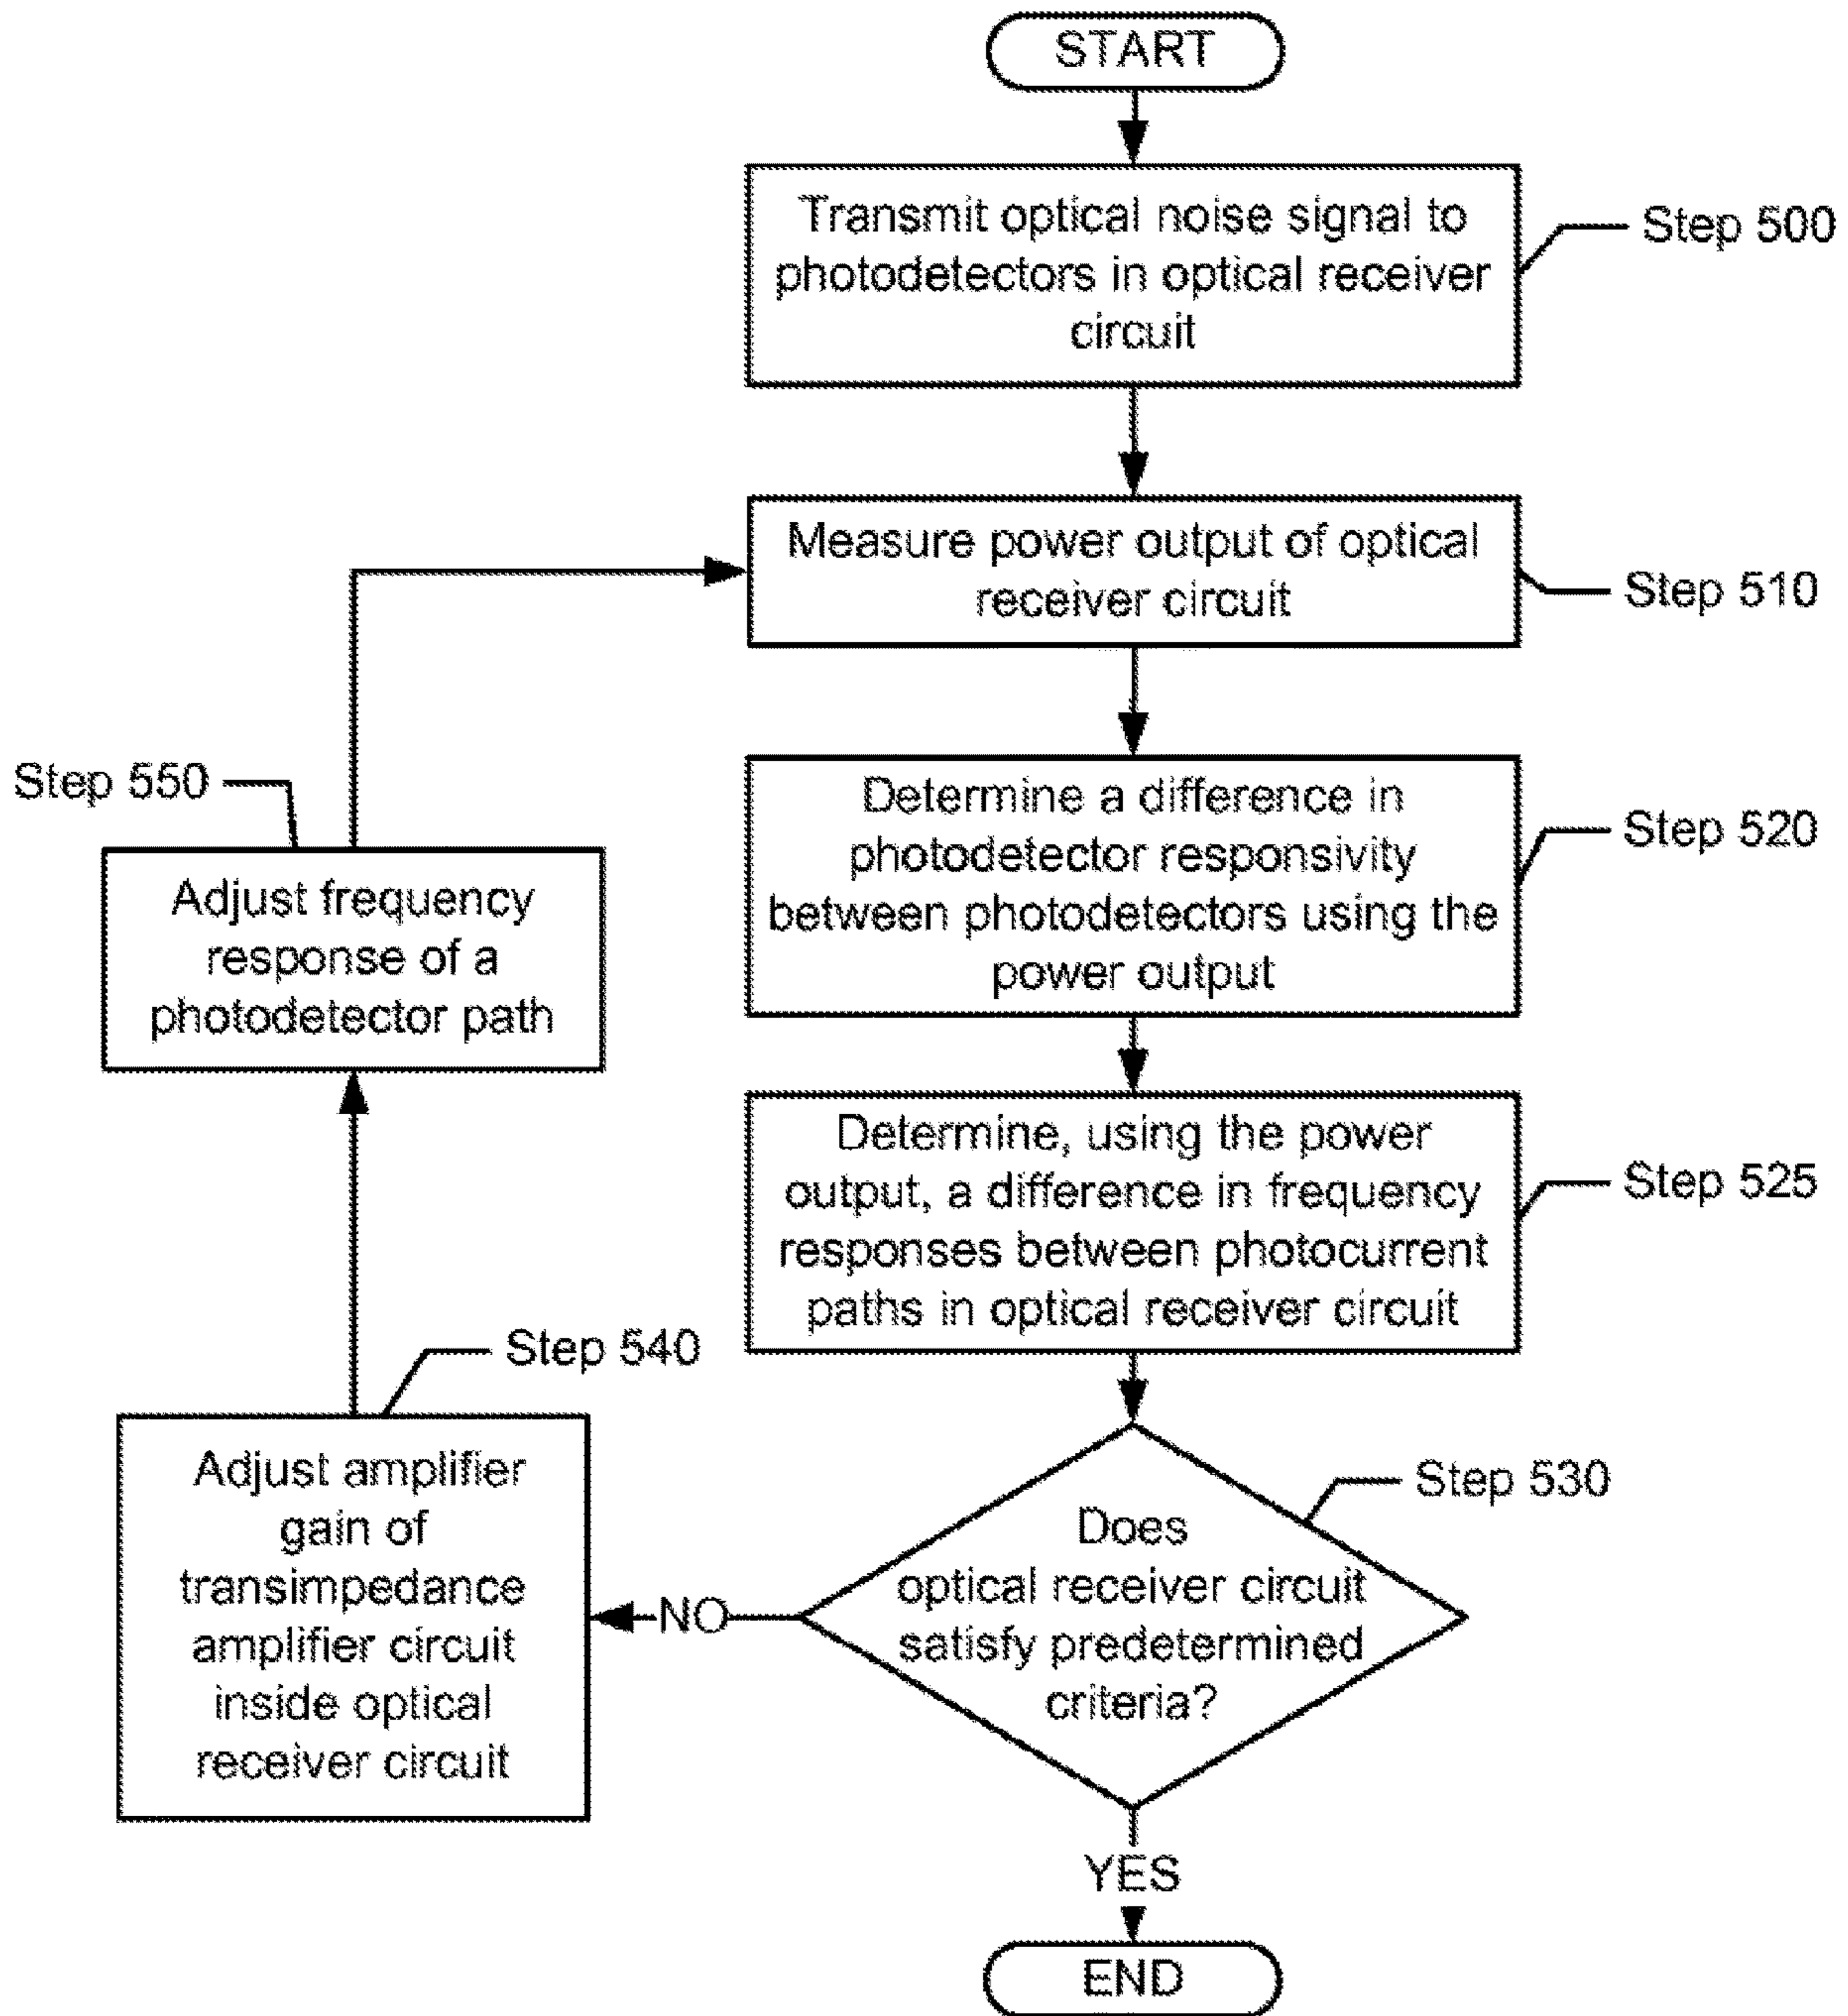 START
Transmit optical noise signal to
photodetectors in optical receiver
circuit
Step 500
Measure power output of optical
receiver circuit
Step 510
Determine a difference in
photodetector responsivity
between photodetectors using the
power output
Step 520
Determine, using the power
output, a difference in frequency
responses between photocurrent
paths in optical receiver circuit
Step 525
Does
optical receiver circuit
satisfy predetermined
criteria?
Step 530
NO
Adjust amplifier
gain of
transimpedance
amplifier circuit
inside optical
receiver circuit
Step 540
Adjust frequency
response of a
photodetector path
Step 550
YES
END